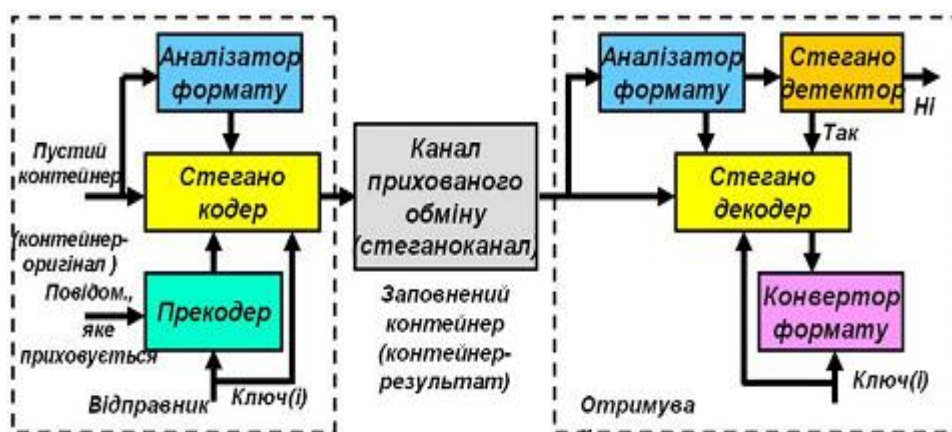 Аналізатор
формату
Пустий
контейнер
Стегано
кодер
(контейнер-
оригінал )
Повідом.,
яке
приховується
Прекодер
Відправник
Ключ(і)
Канал
прихованого
обміну
(стеганоканал)
Заповнений
контейнер
(контейнер-
результат)
Аналізатор
формату
Стегано
детектор
Ні
Так
Стегано
декодер
Конвертор
формату
Ключ(і)
Отримува